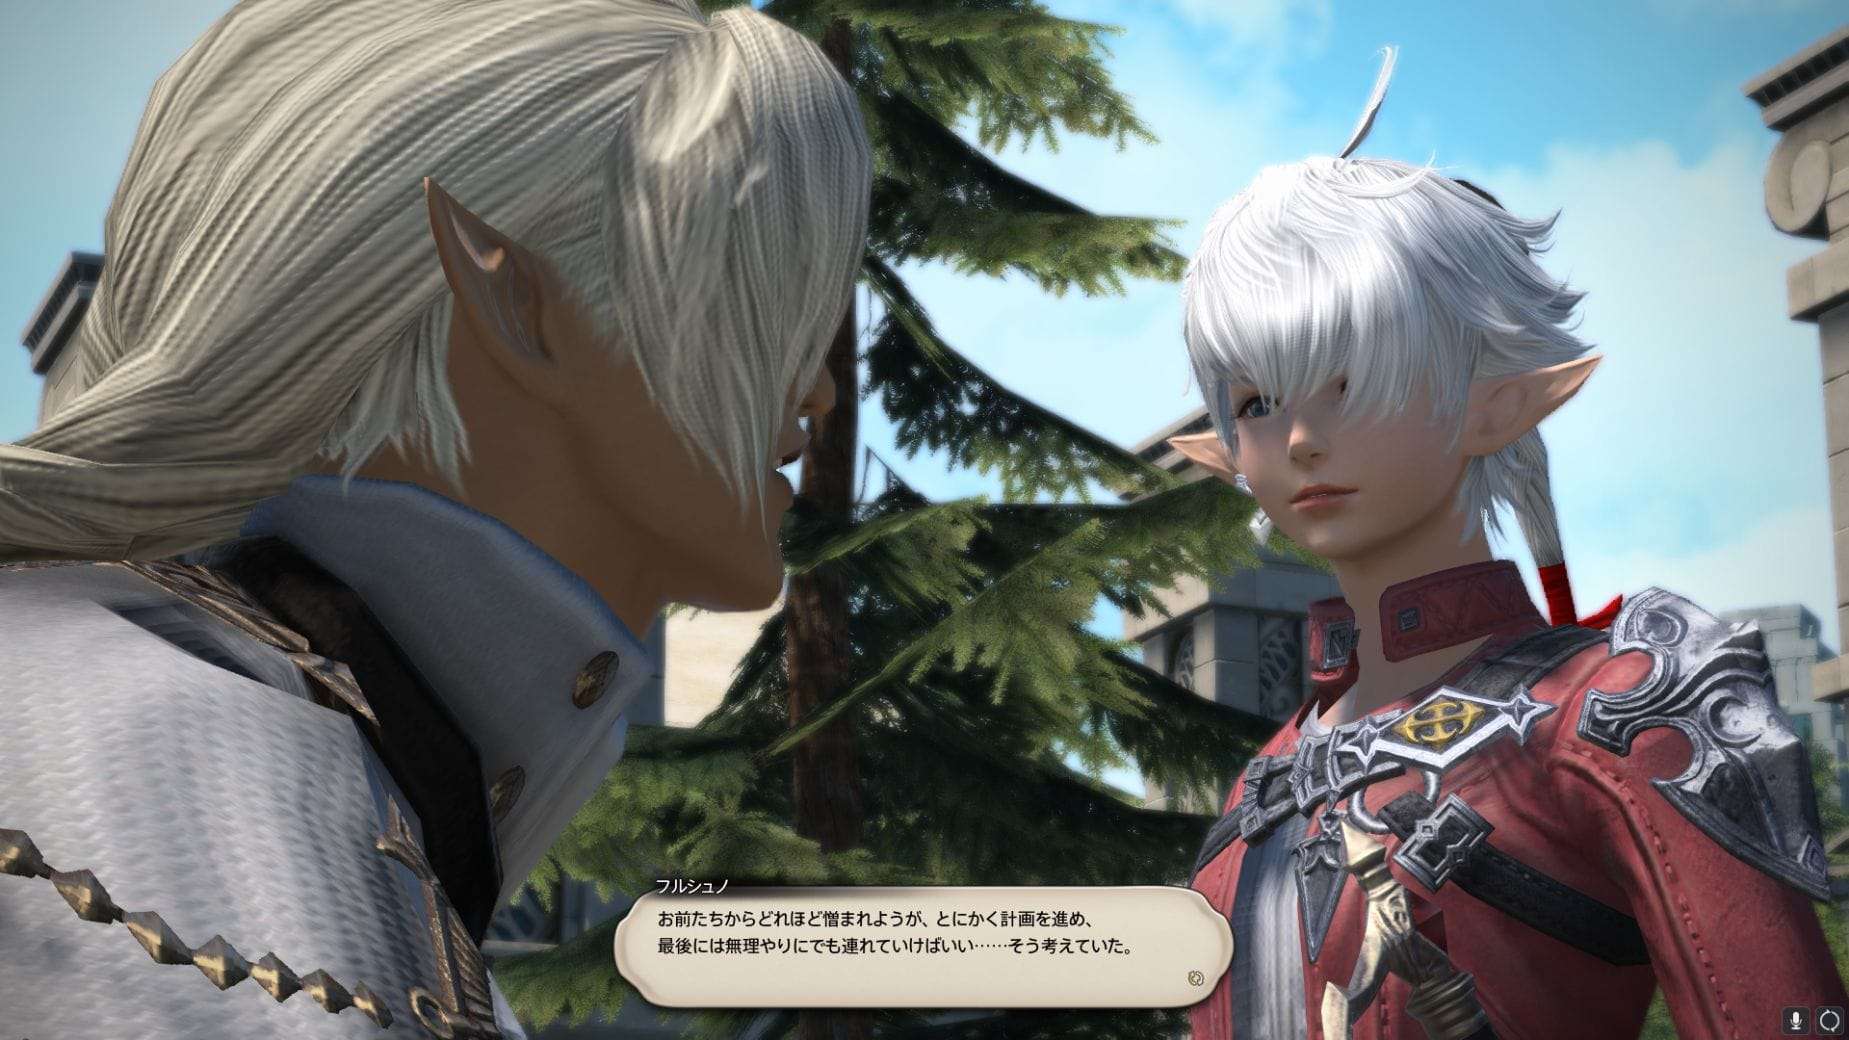 フルシュノ
お前たちからどれほど憎まれようが、とにかく計画を進め、
最後には無理やりにでも連れていけばいい……そう考えていた。